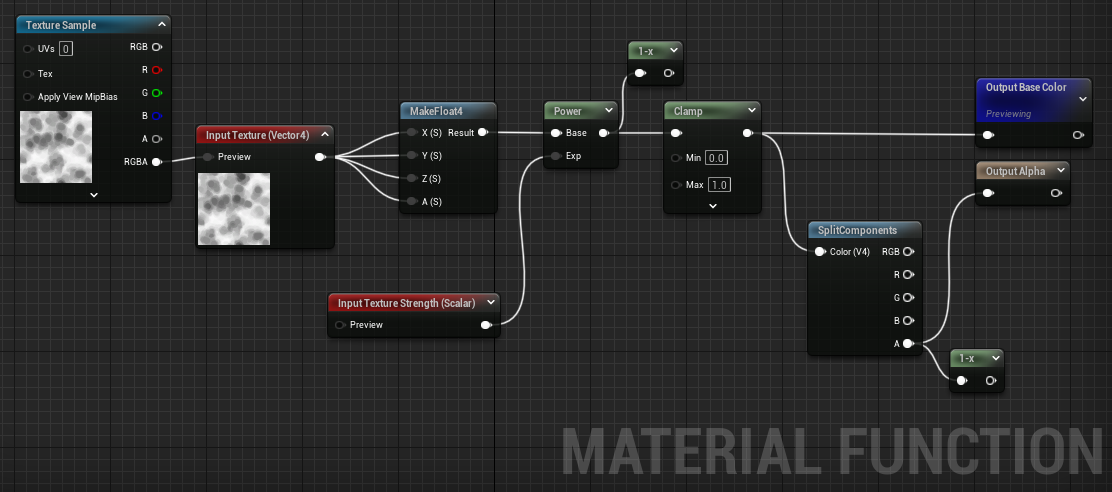 Texture Sample
UVs 0 RGB
Tex R
Apply View MipBias G
B
A
RGBA
Input Texture (Vector4)
Preview
MakeFloat4
X (S) Result
Y (S)
Z (S)
A (S)
Input Texture Strength (Scalar)
Preview
Power
Base
Exp
1-x
Clamp
Min 0.0
Max 1.0
Output Base Color
Previewing
Output Alpha
SplitComponents
Color (V4) RGB
R
G
B
A
1-x
MATERIAL FUNCTION